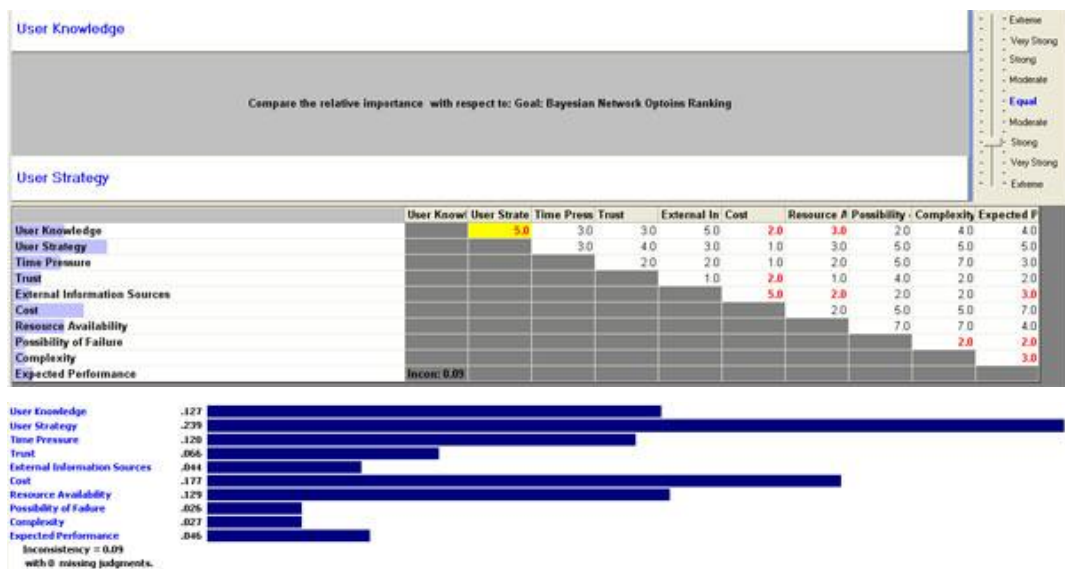 User Knowledge
Extreme
Very Strong
Strong
Moderate
Equal
Moderate
Strong
Very Strong
Extreme
Compare the relative importance with respect to: Goal: Bayesian Network Optoins Ranking
User Strategy
User Knowl User Strate Time Press Trust External In Cost Resource A Possibility Complexity Expected P
User Knowledge 5.0 3.0 3.0 5.0 2.0 3.0 2.0 4.0 4.0
User Strategy 3.0 4.0 3.0 1.0 3.0 5.0 5.0 5.0
Time Pressure 2.0 2.0 1.0 2.0 5.0 7.0 3.0
Trust 1.0 2.0 1.0 4.0 2.0 2.0
External Information Sources 5.0 2.0 2.0 2.0 3.0
Cost 2.0 5.0 5.0 7.0
Resource Availability 7.0 7.0 4.0
Possibility of Failure 2.0 2.0
Complexity 3.0
Expected Performance Incon: 0.09
User Knowledge .127
User Strategy .239
Time Pressure .120
Trust .066
External Information Sources .044
Cost .177
Resource Availability .129
Possibility of Failure .026
Complexity .027
Expected Performance .046
Inconsistency = 0.09
with 0 missing judgments.